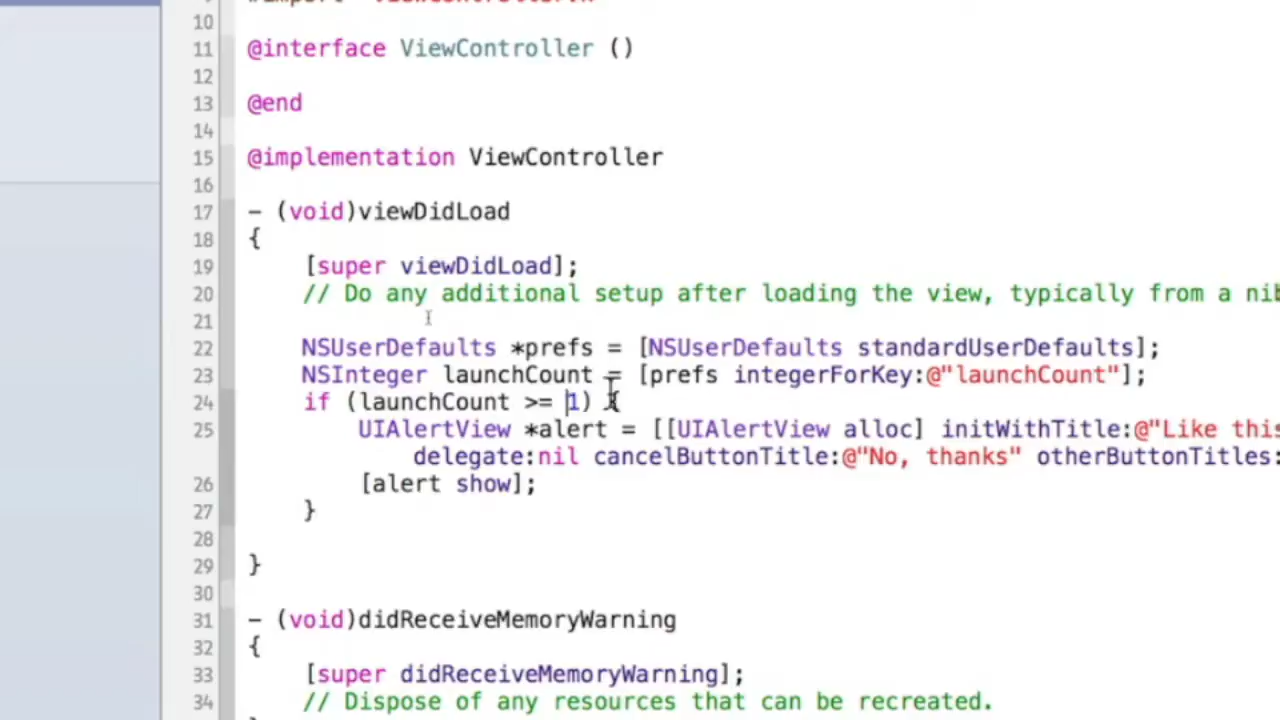 10
11 @interface ViewController ()
12
13 @end
14
15 @implementation ViewController
16
17 - (void)viewDidLoad
18 {
19 [super viewDidLoad];
20 // Do any additional setup after loading the view, typically from a nib
21
22 NSUserDefaults *prefs = [NSUserDefaults standardUserDefaults];
23 NSInteger launchCount = [prefs integerForKey:@"launchCount"];
24 if (launchCount >= 1) {
25 UIAlertView *alert = [[UIAlertView alloc] initWithTitle:@"Like this
delegate:nil cancelButtonTitle:@"No, thanks" otherButtonTitles:
26 [alert show];
27 }
28
29 }
30
31 - (void)didReceiveMemoryWarning
32 {
33 [super didReceiveMemoryWarning];
34 // Dispose of any resources that can be recreated.